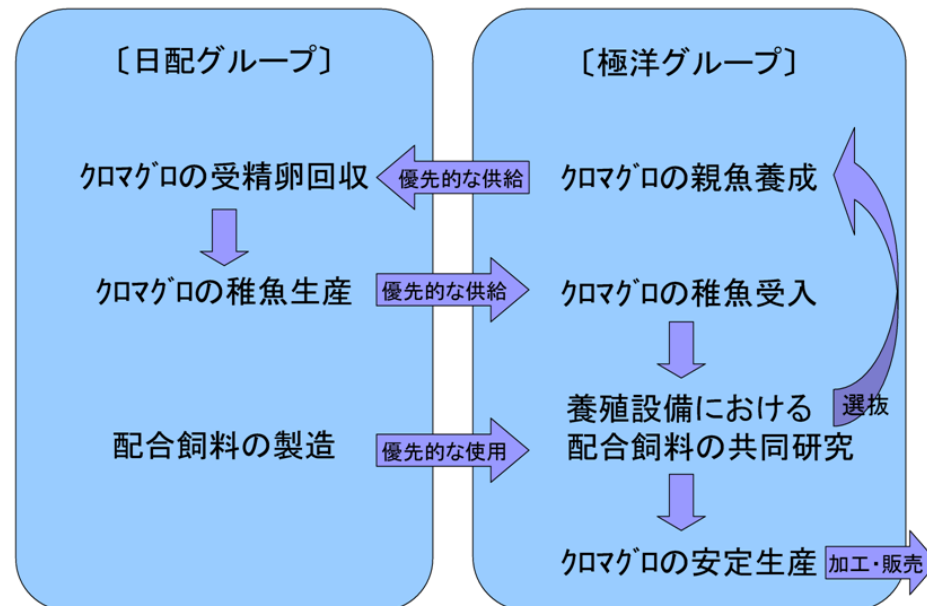 〔日配グループ〕
〔極洋グループ〕
ｸﾛﾏｸﾞﾛの受精卵回収
優先的な供給
ｸﾛﾏｸﾞﾛの親魚養成
ｸﾛﾏｸﾞﾛの稚魚生産
優先的な供給
ｸﾛﾏｸﾞﾛの稚魚受入
配合飼料の製造
優先的な使用
養殖設備における
配合飼料の共同研究
選抜
ｸﾛﾏｸﾞﾛの安定生産
加工・販売